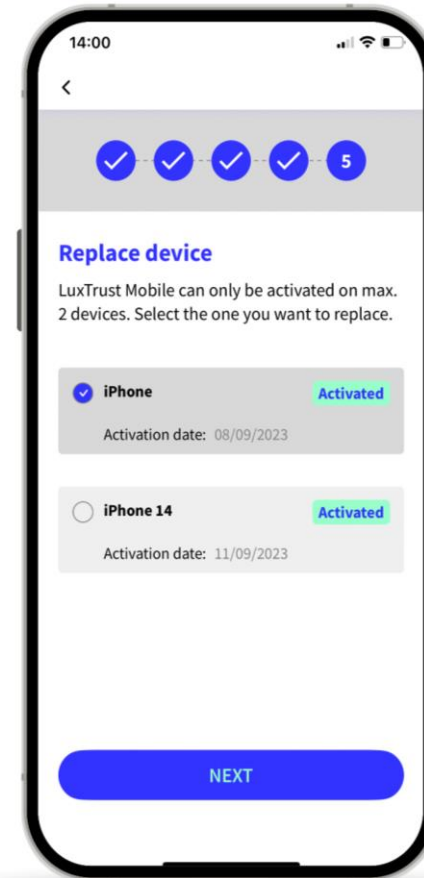 14:00
5
Replace device
LuxTrust Mobile can only be activated on max.
2 devices. Select the one you want to replace.
iPhone Activated
Activation date: 08/09/2023
iPhone 14 Activated
Activation date: 11/09/2023
NEXT